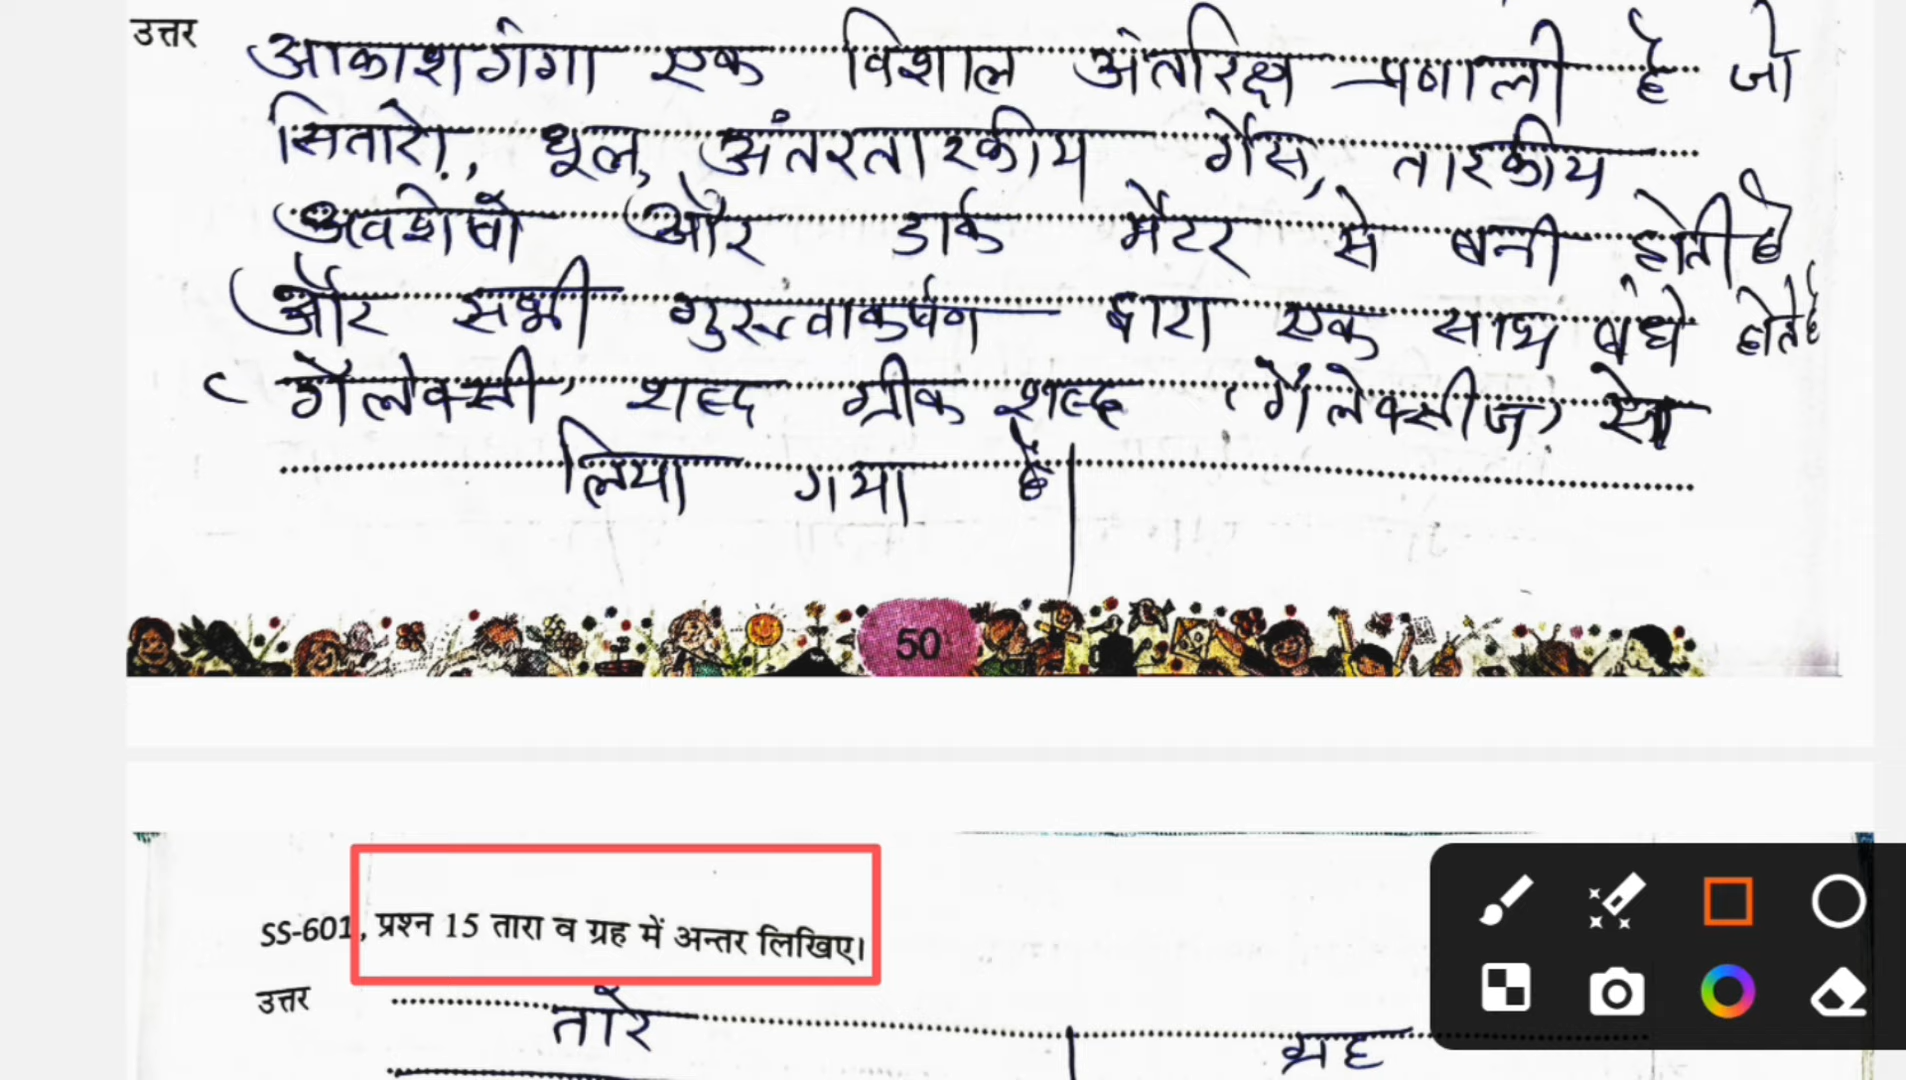 उत्तर आकाशगंगा एक विशाल अंतरिक्ष प्रणाली है जो
सितारो, धूल, अंतरतारकीय गैस, तारकीय
अवशेषो और डार्क मैटर से बनी होती है
और सभी गुरुत्वाकर्षण द्वारा एक साथ बंधे होते है
'गैलेक्सी' शब्द ग्रीक शब्द 'गैलेक्सीज' से
लिया गया है।
50
SS-601, प्रश्न 15 तारा व ग्रह में अन्तर लिखिए।
उत्तर तारे ग्रह